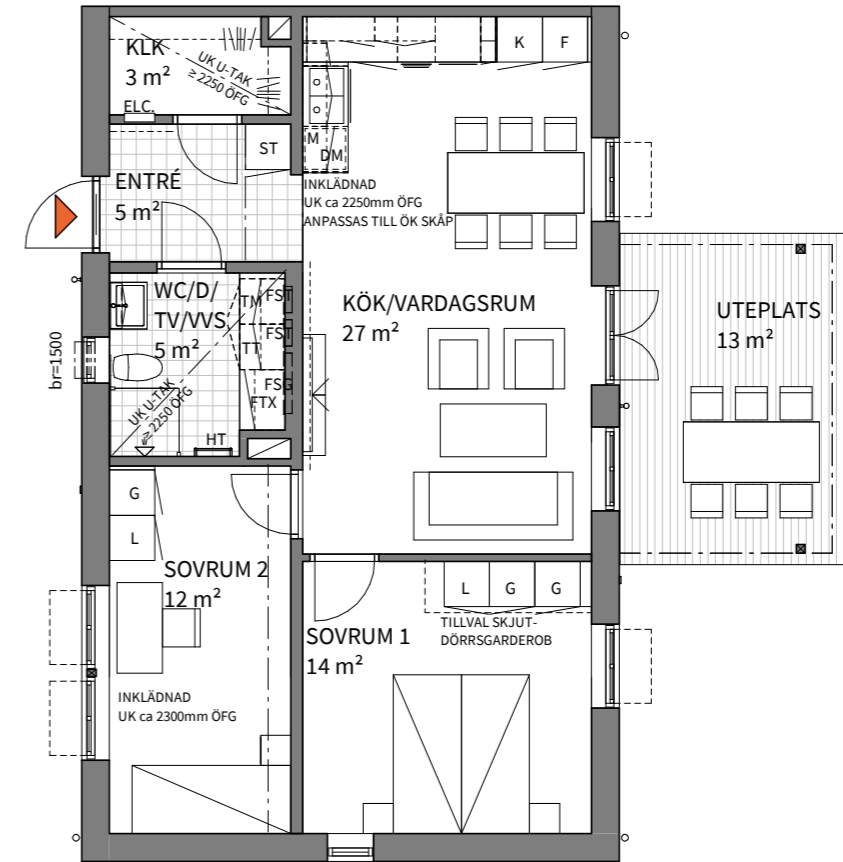 KLK
3 m²
UK U-TAK
≥ 2250 ÖFG
ELC.
K
F
ST
M
DM
ENTRÉ
5 m²
INKLÄDNAD
UK ca 2250mm ÖFG
ANPASSAS TILL ÖK SKÅP
WC/D/
TV/VVS
5 m²
TM
FST
FST
TT
FSG
FTX
UK U-TAK
≥ 2250 ÖFG
HT
br=1500
KÖK/VARDAGSRUM
27 m²
UTEPLATS
13 m²
G
L
SOVRUM 2
12 m²
INKLÄDNAD
UK ca 2300mm ÖFG
L
G
G
TILLVAL SKJUT-
DÖRRSGARDEROB
SOVRUM 1
14 m²